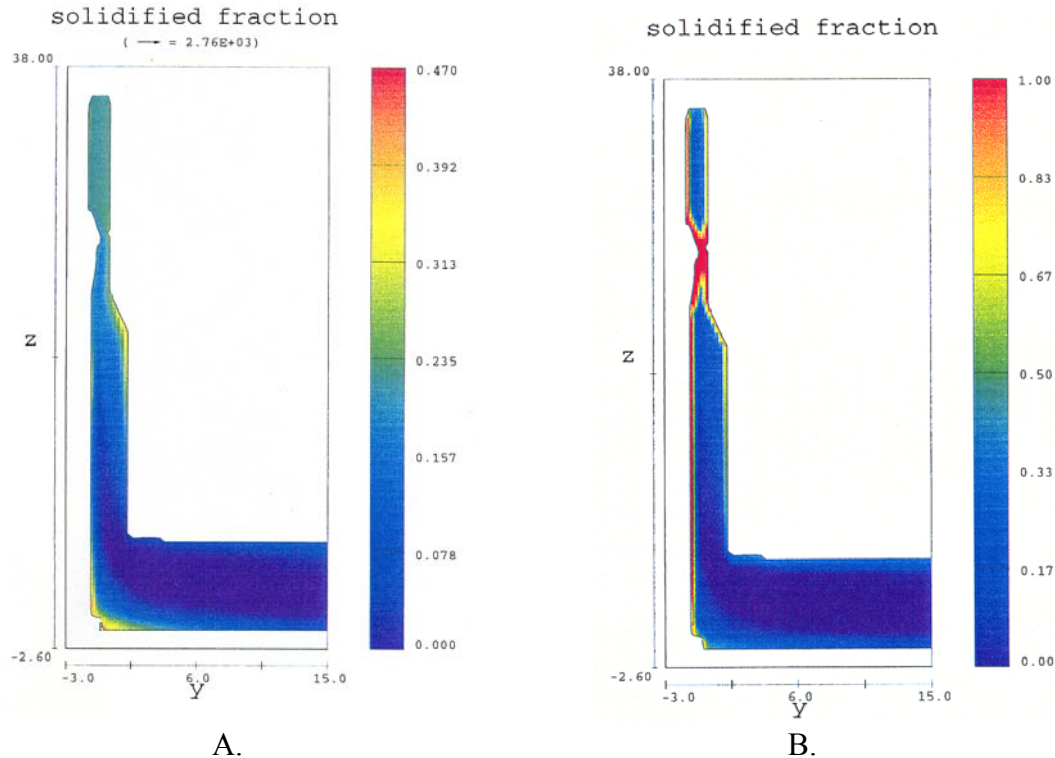 solidified fraction
( → = 2.76E+03)
38.00
z
-2.60
-3.0
6.0
15.0
y
0.470
0.392
0.313
0.235
0.157
0.078
0.000
A.
solidified fraction
38.00
z
-2.60
-3.0
6.0
15.0
y
1.00
0.83
0.67
0.50
0.33
0.17
0.00
B.